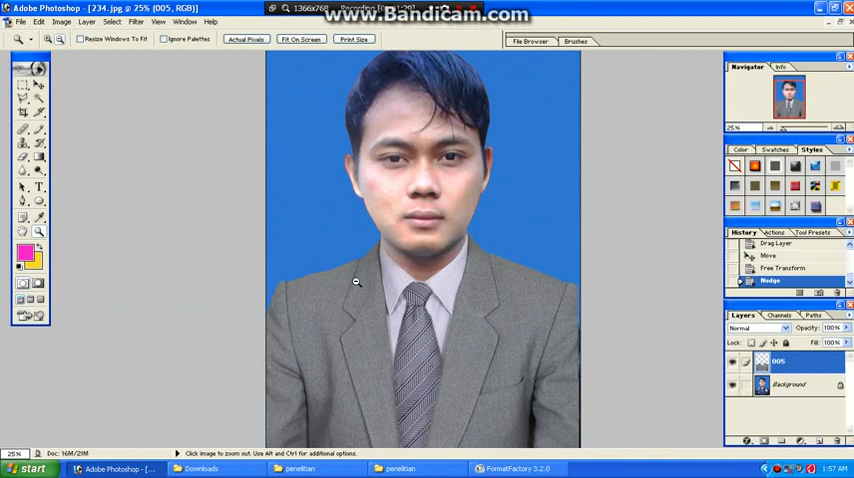 Adobe Photoshop - [234.jpg @ 25% (005, RGB)]
1366x768
Recording
www.Bandicam.com
File Edit Image Layer Select Filter View Window Help
Resize Windows To Fit
Ignore Palettes
Actual Pixels
Fit On Screen
Print Size
File Browser
Brushes
Navigator
Info
25%
Color
Swatches
Styles
History
Actions
Tool Presets
Drag Layer
Move
Free Transform
Nudge
Layers
Channels
Paths
Normal
Opacity: 100%
Lock:
Fill: 100%
005
Background
25%
Doc: 16M/21M
Click image to zoom out. Use Alt and Ctrl for additional options.
start
Adobe Photoshop - [...
Downloads
penelitian
penelitian
FormatFactory 3.2.0
1:57 AM